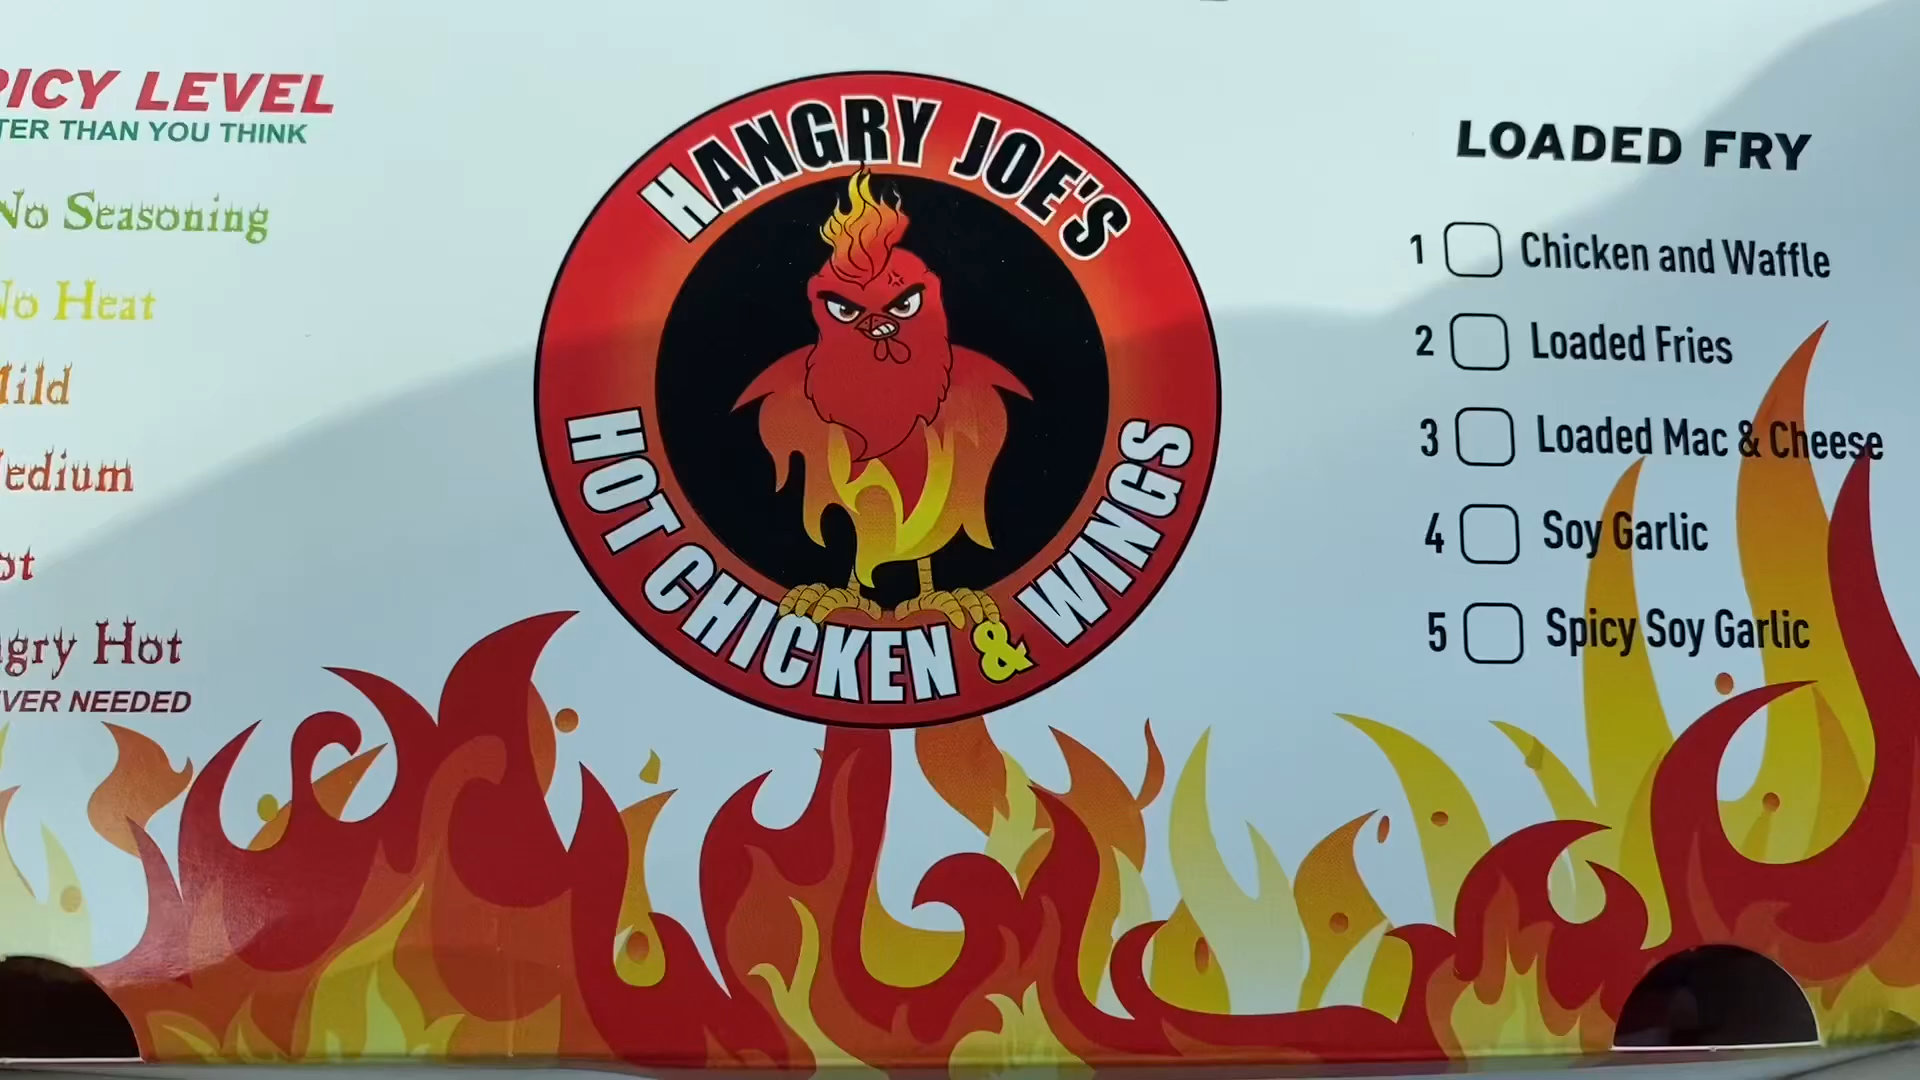 PICY LEVEL
TER THAN YOU THINK
No Seasoning
No Heat
Mild
edium
ot
ngry Hot
VER NEEDED
HANGRY JOE'S
HOT CHICKEN & WINGS
LOADED FRY
1 Chicken and Waffle
2 Loaded Fries
3 Loaded Mac & Cheese
4 Soy Garlic
5 Spicy Soy Garlic